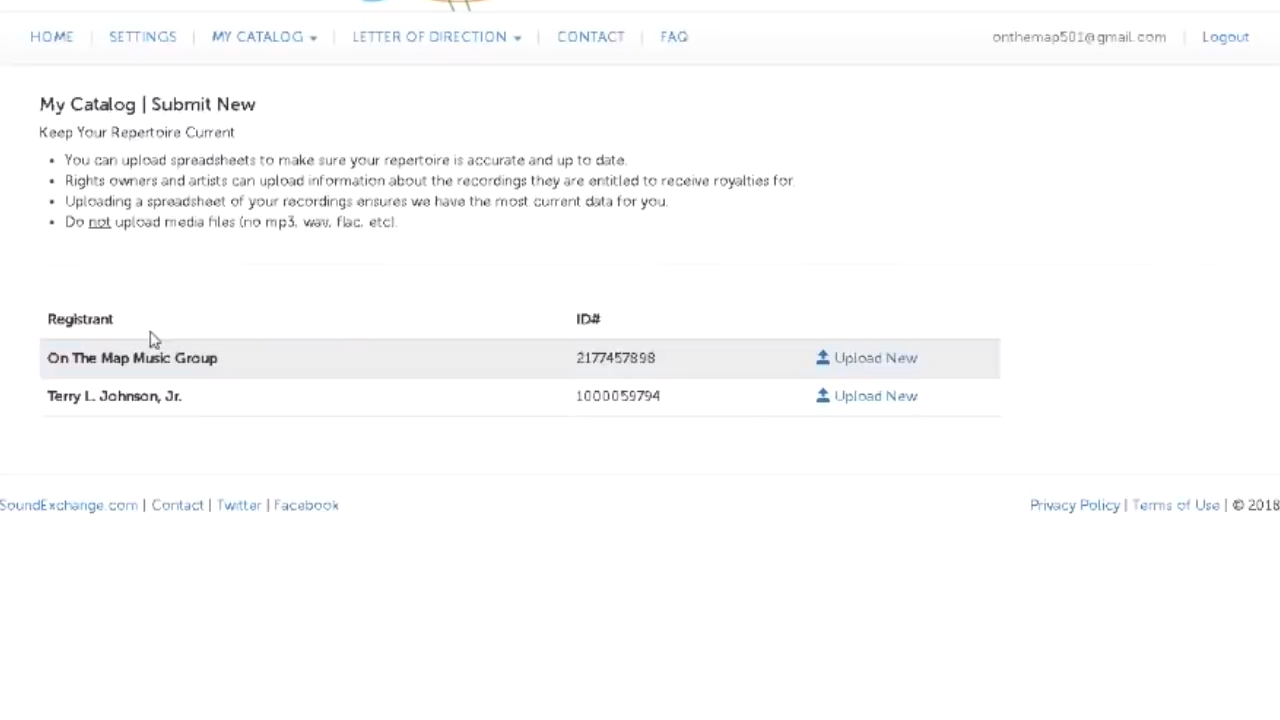 HOME | SETTINGS | MY CATALOG | LETTER OF DIRECTION | CONTACT | FAQ onthemap501@gmail.com | Logout
My Catalog | Submit New
Keep Your Repertoire Current
• You can upload spreadsheets to make sure your repertoire is accurate and up to date.
• Rights owners and artists can upload information about the recordings they are entitled to receive royalties for.
• Uploading a spreadsheet of your recordings ensures we have the most current data for you.
• Do not upload media files (no mp3, wav, flac, etc).
Registrant ID#
On The Map Music Group 2177457898 Upload New
Terry L. Johnson, Jr. 1000059794 Upload New
SoundExchange.com | Contact | Twitter | Facebook Privacy Policy | Terms of Use | © 2018